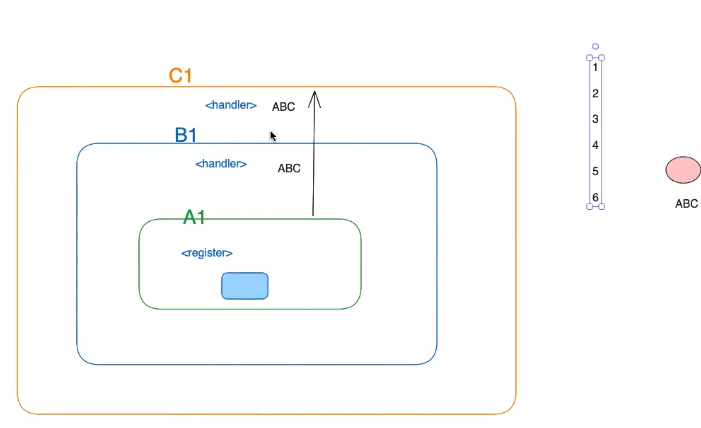 C1
<handler> ABC
B1
<handler> ABC
A1
<register>
1
2
3
4
5
6
ABC